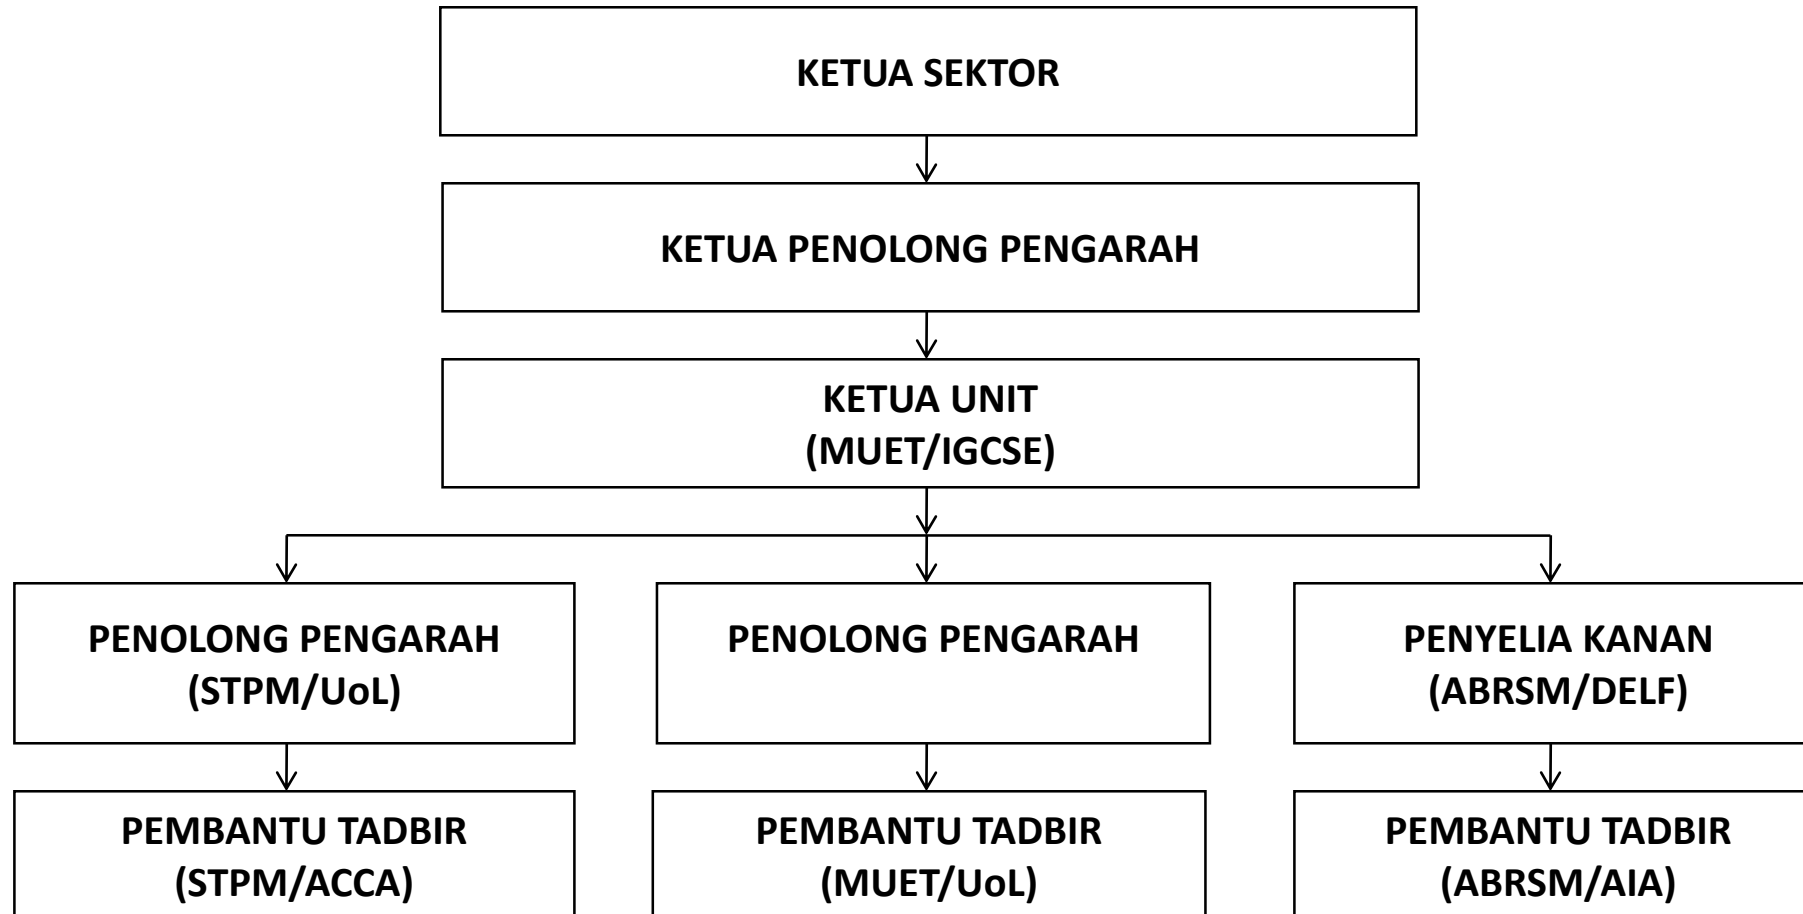 KETUA SEKTOR
KETUA PENOLONG PENGARAH
KETUA UNIT
(MUET/IGCSE)
PENOLONG PENGARAH
(STPM/UoL)
PENOLONG PENGARAH
PENYELIA KANAN
(ABRSM/DELF)
PEMBANTU TADBIR
(STPM/ACCA)
PEMBANTU TADBIR
(MUET/UoL)
PEMBANTU TADBIR
(ABRSM/AIA)